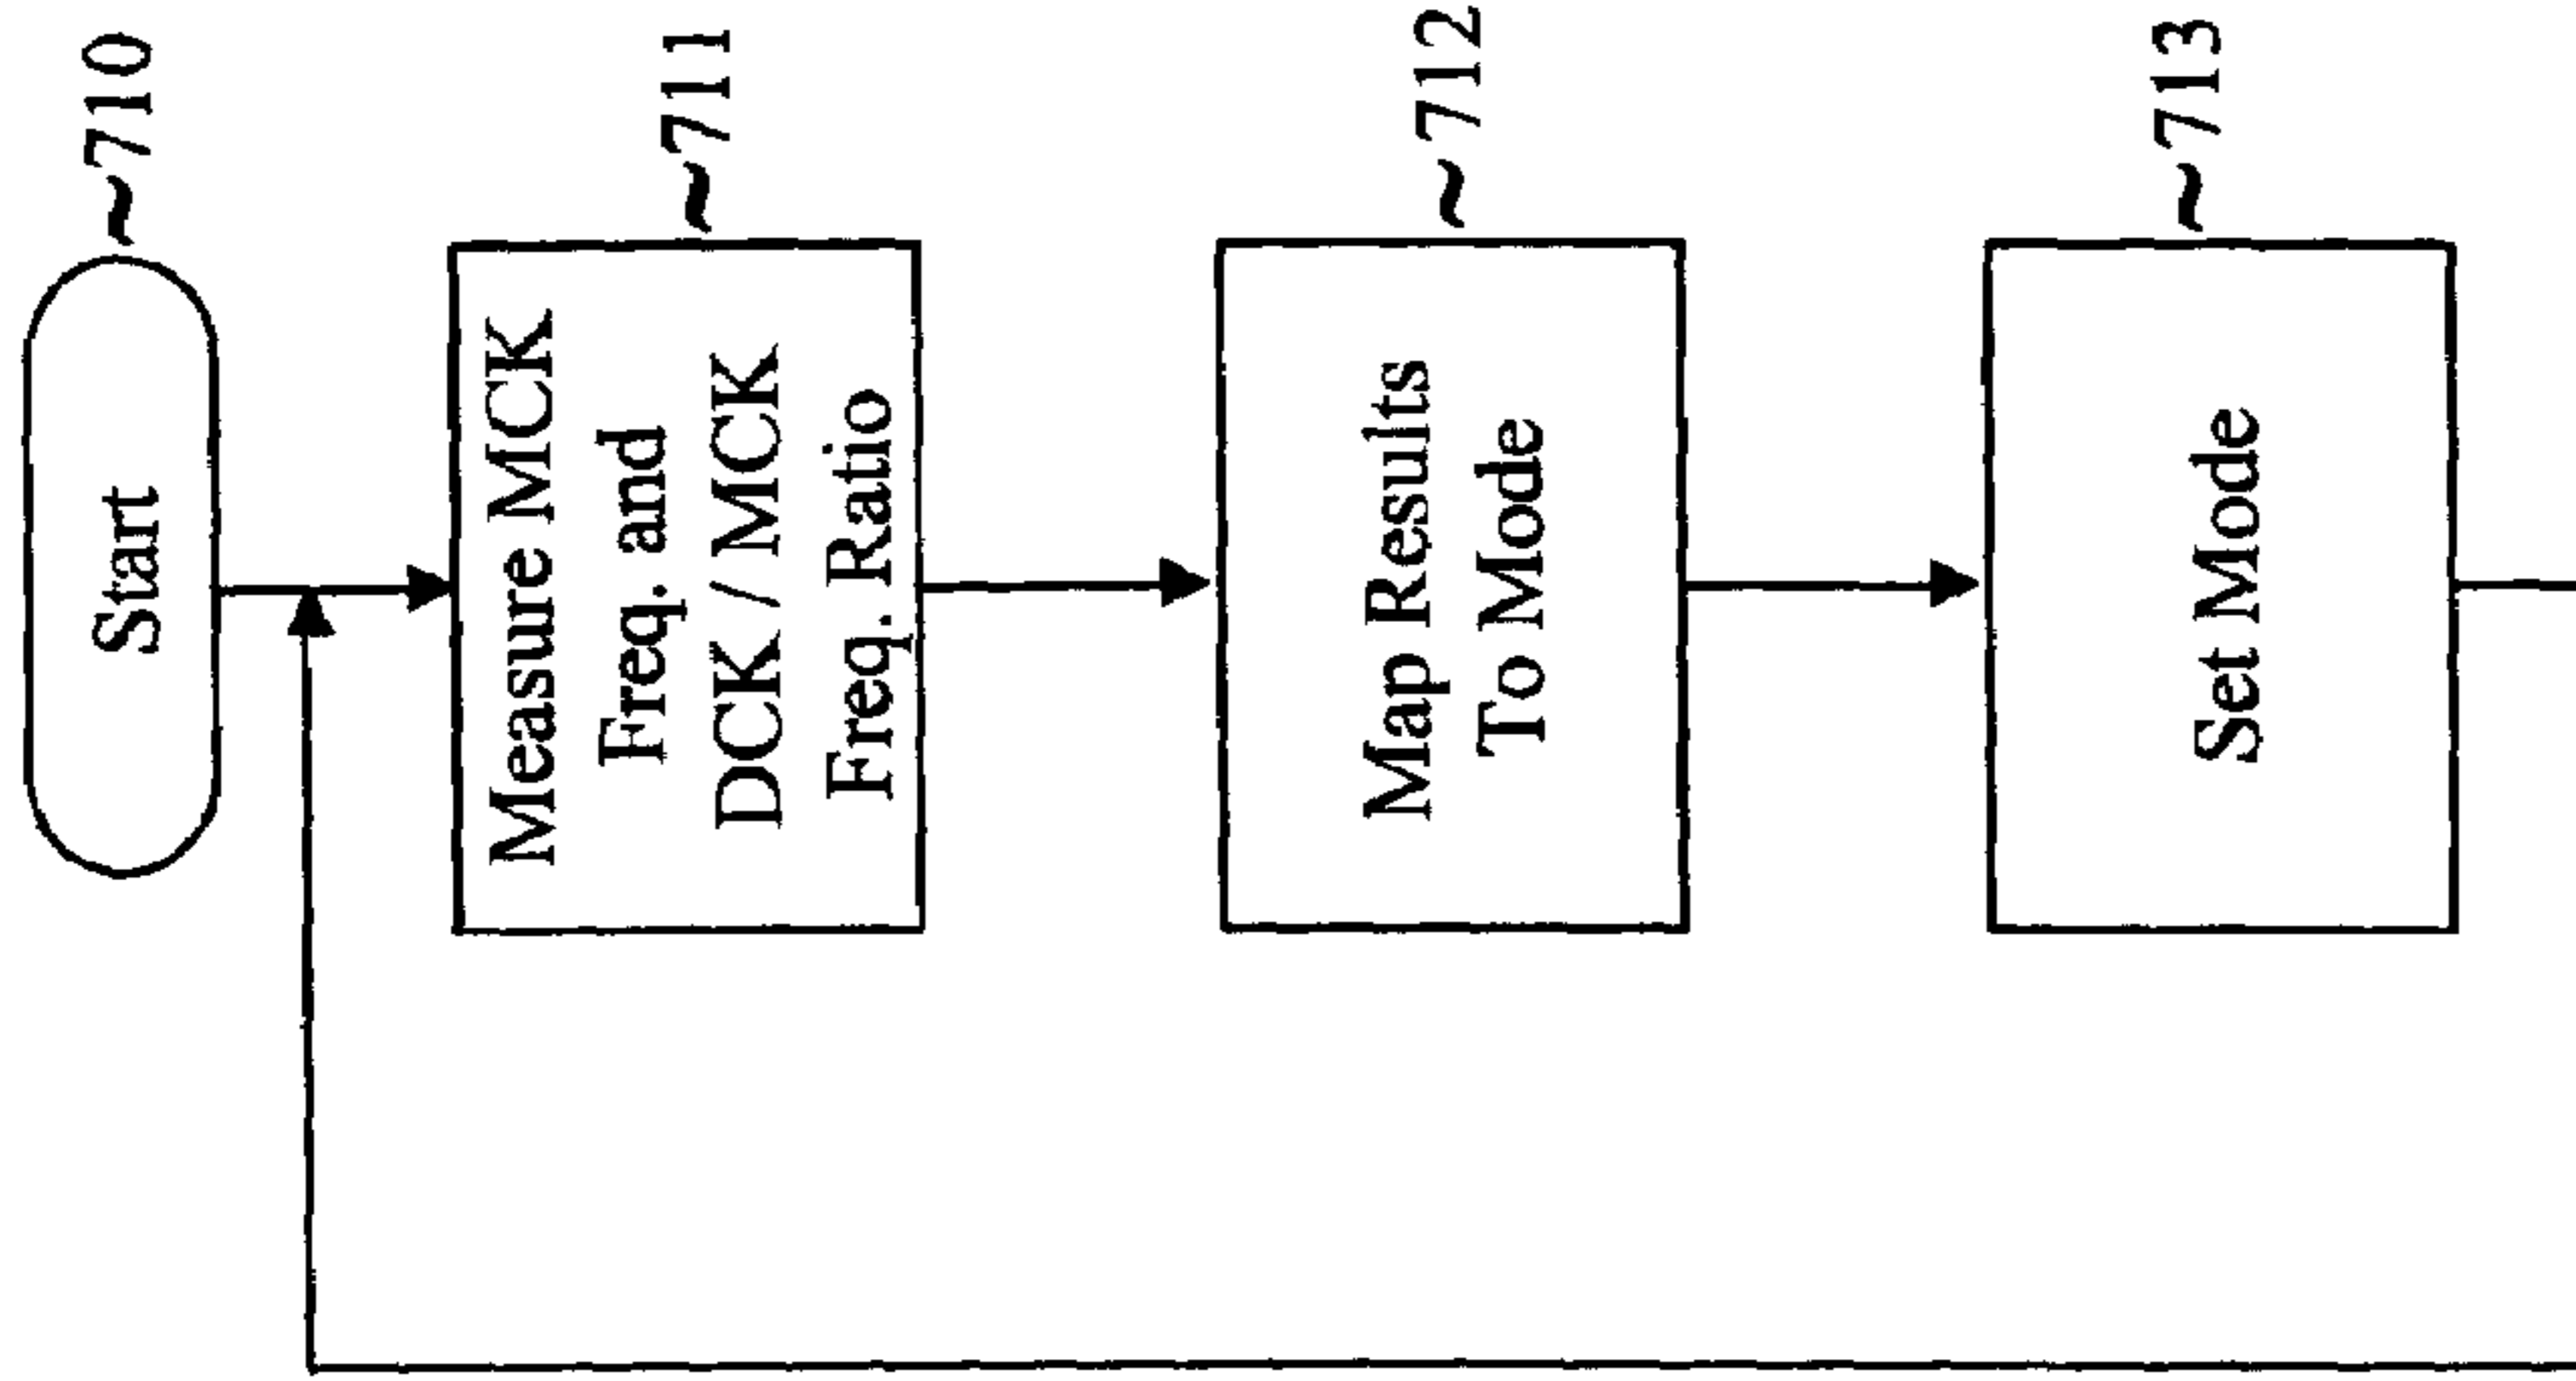 Start
~710
Measure MCK
Freq. and
DCK / MCK
Freq. Ratio
~711
Map Results
To Mode
~712
Set Mode
~713